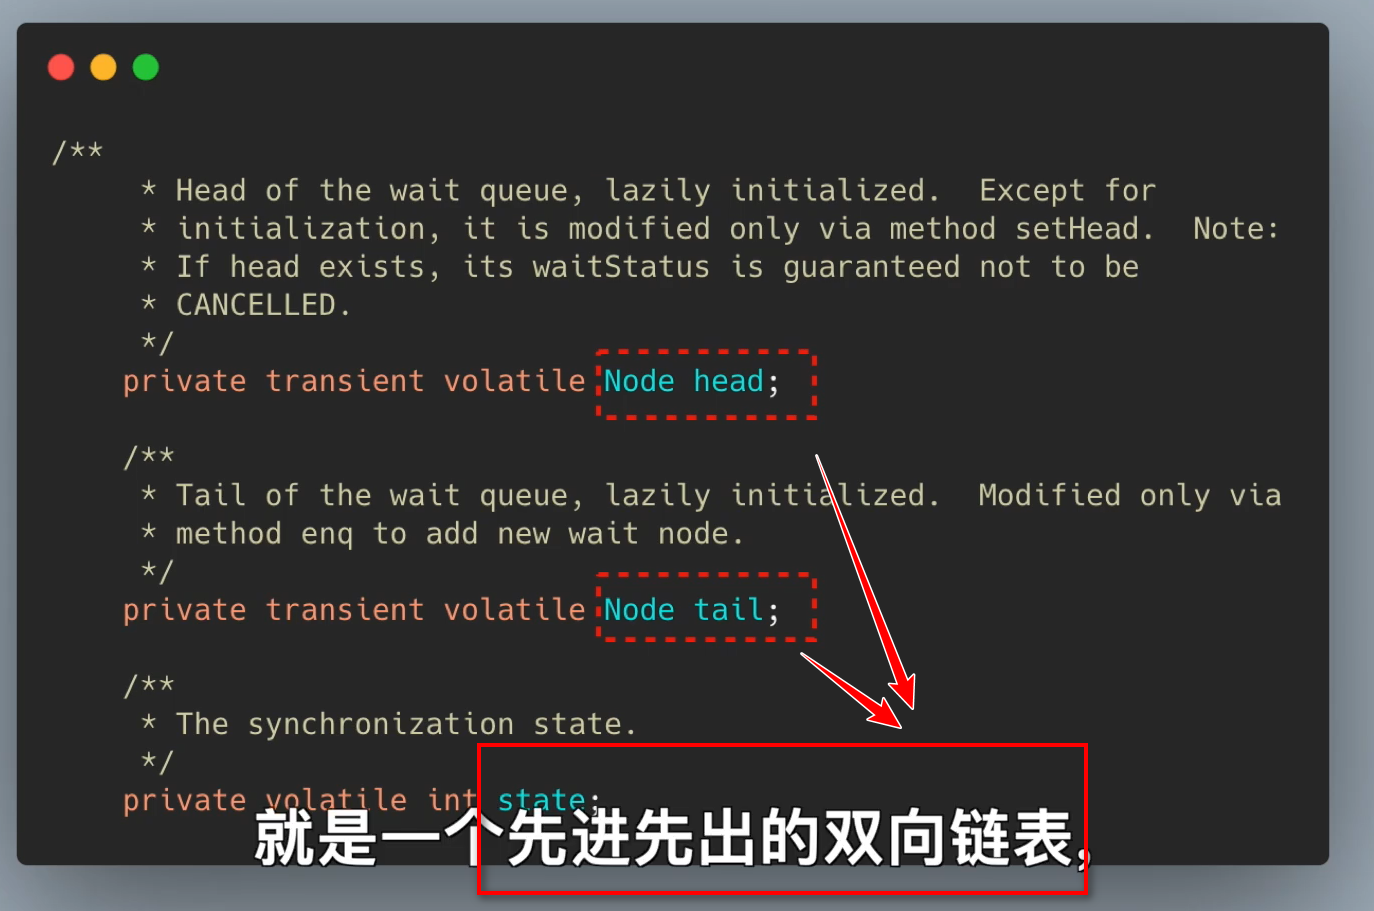 /**
* Head of the wait queue, lazily initialized.  Except for
* initialization, it is modified only via method setHead.  Note:
* If head exists, its waitStatus is guaranteed not to be
* CANCELLED.
*/
private transient volatile Node head;
/**
* Tail of the wait queue, lazily initialized.  Modified only via
* method enq to add new wait node.
*/
private transient volatile Node tail;
/**
* The synchronization state.
*/
private volatile int state;
就是一个先进先出的双向链表,